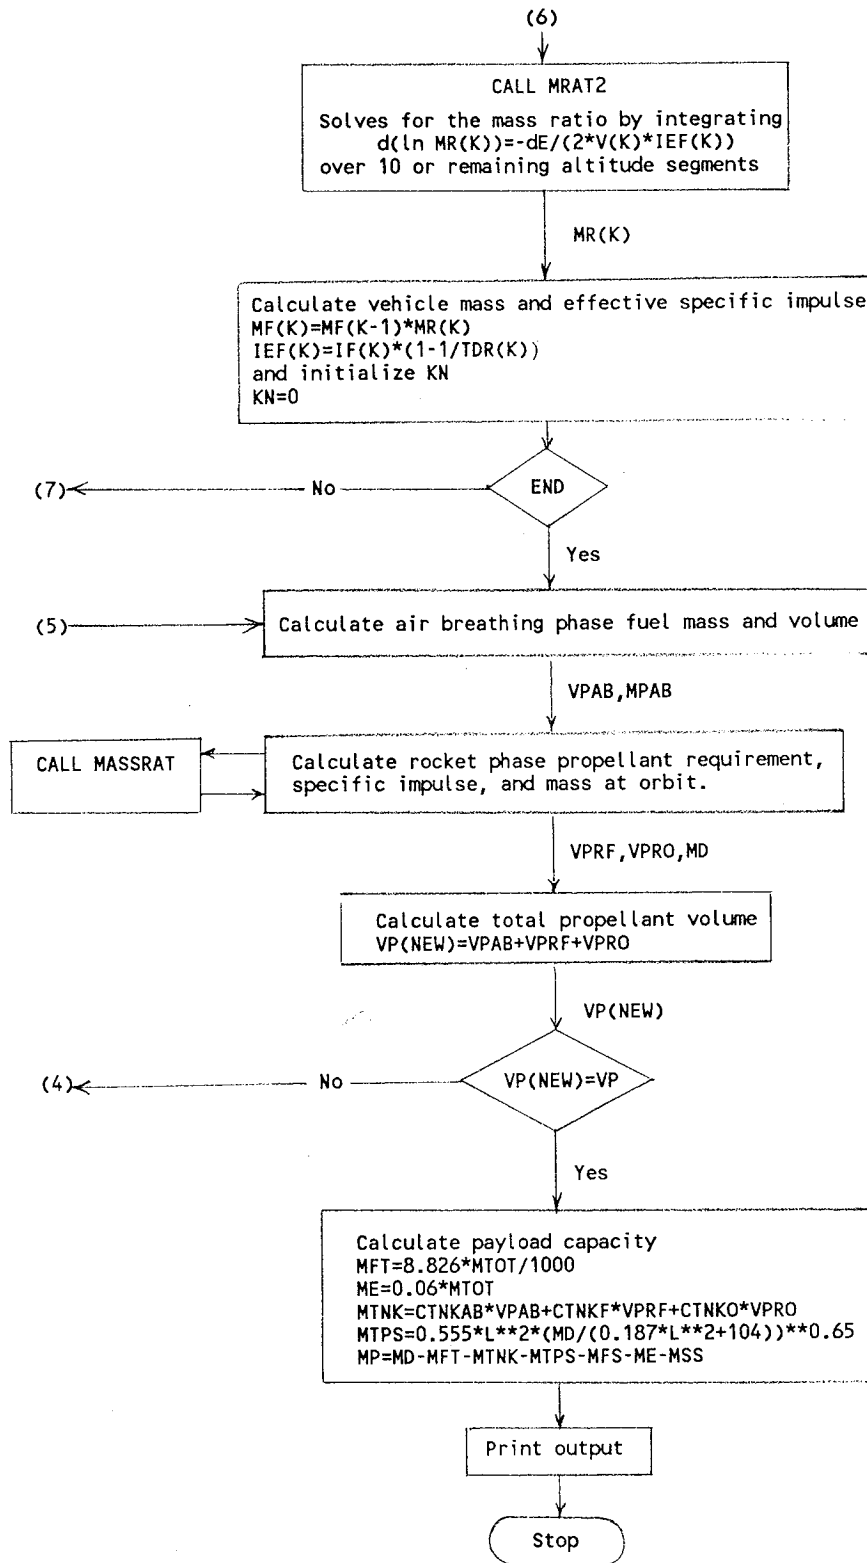 (6)
CALL MRAT2
Solves for the mass ratio by integrating
d(ln MR(K))=-dE/(2*V(K)*IEF(K))
over 10 or remaining altitude segments
MR(K)
Calculate vehicle mass and effective specific impulse
MF(K)=MF(K-1)*MR(K)
IEF(K)=IF(K)*(1-1/TDR(K))
and initialize KN
KN=0
(7)
No
END
Yes
(5)
Calculate air breathing phase fuel mass and volume
VPAB,MPAB
CALL MASSRAT
Calculate rocket phase propellant requirement,
specific impulse, and mass at orbit.
VPRF,VPRO,MD
Calculate total propellant volume
VP(NEW)=VPAB+VPRF+VPRO
VP(NEW)
(4)
No
VP(NEW)=VP
Yes
Calculate payload capacity
MFT=8.826*MTOT/1000
ME=0.06*MTOT
MTNK=CTNKAB*VPAB+CTNKF*VPRF+CTNKO*VPRO
MTPS=0.555*L**2*(MD/(0.187*L**2+104))**0.65
MP=MD-MFT-MTNK-MTPS-MFS-ME-MSS
Print output
Stop